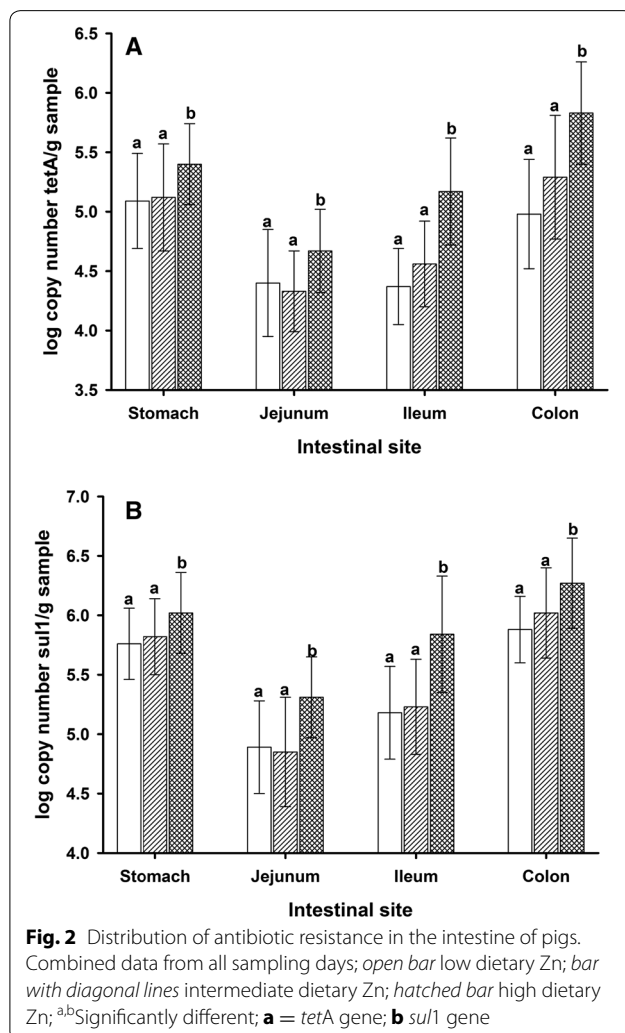 A
log copy number tetA/g sample
6.5
6.0
5.5
5.0
4.5
4.0
3.5
a a b
a a b
a a b
a a b
Stomach Jejunum Ileum Colon
Intestinal site
B
log copy number sul1/g sample
7.0
6.5
6.0
5.5
5.0
4.5
4.0
a a b
a a b
a a b
a a b
Stomach Jejunum Ileum Colon
Intestinal site
Fig. 2 Distribution of antibiotic resistance in the intestine of pigs.
Combined data from all sampling days; open bar low dietary Zn; bar
with diagonal lines intermediate dietary Zn; hatched bar high dietary
Zn; a,bSignificantly different; a = tetA gene; b sul1 gene